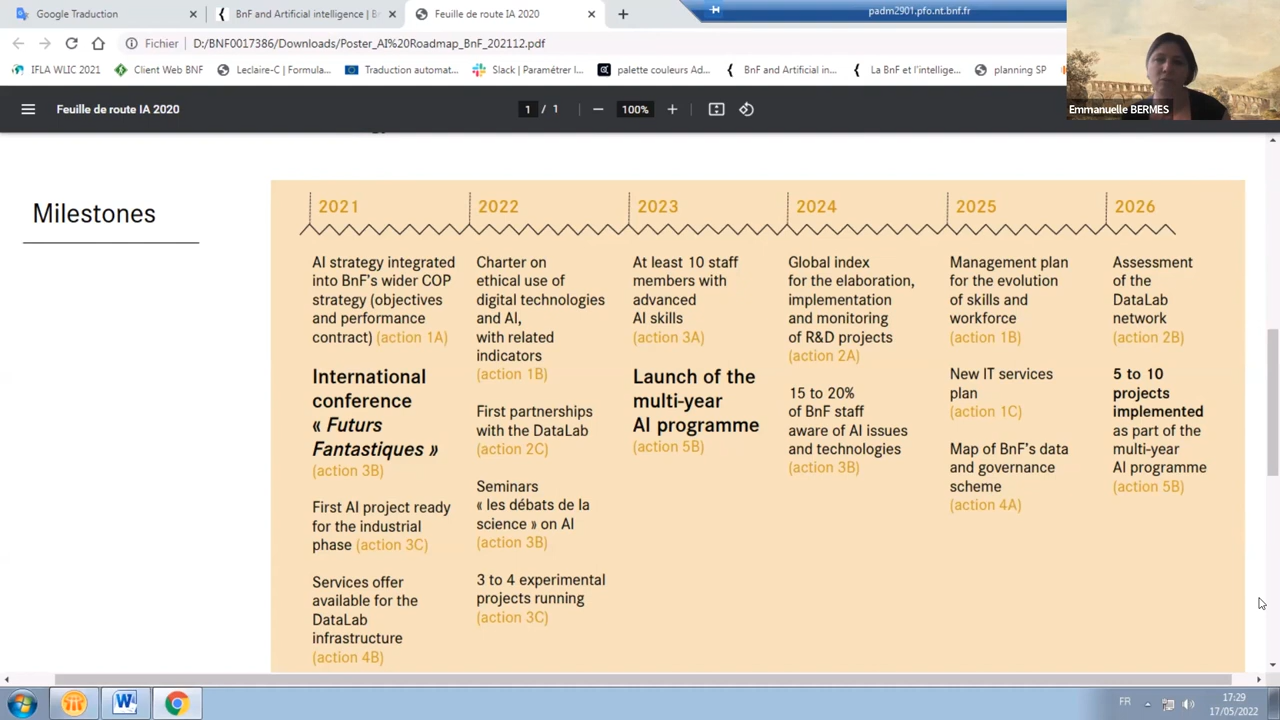 Google Traduction
BnF and Artificial intelligence | B
Feuille de route IA 2020
padm2901.pfo.nt.bnf.fr
Fichier
D:/BNF0017386/Downloads/Poster_AI%20Roadmap_BnF_202112.pdf
IFLA WLIC 2021
Client Web BNF
Leclaire-C | Formula...
Traduction automat...
Slack | Paramétrer l...
palette couleurs Ad...
BnF and Artificial in...
La BnF et l'intellige...
planning SP
Feuille de route IA 2020
1 / 1
100%
Emmanuelle BERMES
Milestones
2021
AI strategy integrated
into BnF's wider COP
strategy (objectives
and performance
contract) (action 1A)
International
conference
« Futurs
Fantastiques »
(action 3B)
First AI project ready
for the industrial
phase (action 3C)
Services offer
available for the
DataLab
infrastructure
(action 4B)
2022
Charter on
ethical use of
digital technologies
and AI,
with related
indicators
(action 1B)
First partnerships
with the DataLab
(action 2C)
Seminars
« les débats de la
science » on AI
(action 3B)
3 to 4 experimental
projects running
(action 3C)
2023
At least 10 staff
members with
advanced
AI skills
(action 3A)
Launch of the
multi-year
AI programme
(action 5B)
2024
Global index
for the elaboration,
implementation
and monitoring
of R&D projects
(action 2A)
15 to 20%
of BnF staff
aware of AI issues
and technologies
(action 3B)
2025
Management plan
for the evolution
of skills and
workforce
(action 1B)
New IT services
plan
(action 1C)
Map of BnF's data
and governance
scheme
(action 4A)
2026
Assessment
of the
DataLab
network
(action 2B)
5 to 10
projects
implemented
as part of the
multi-year
AI programme
(action 5B)
FR
17:29
17/05/2022